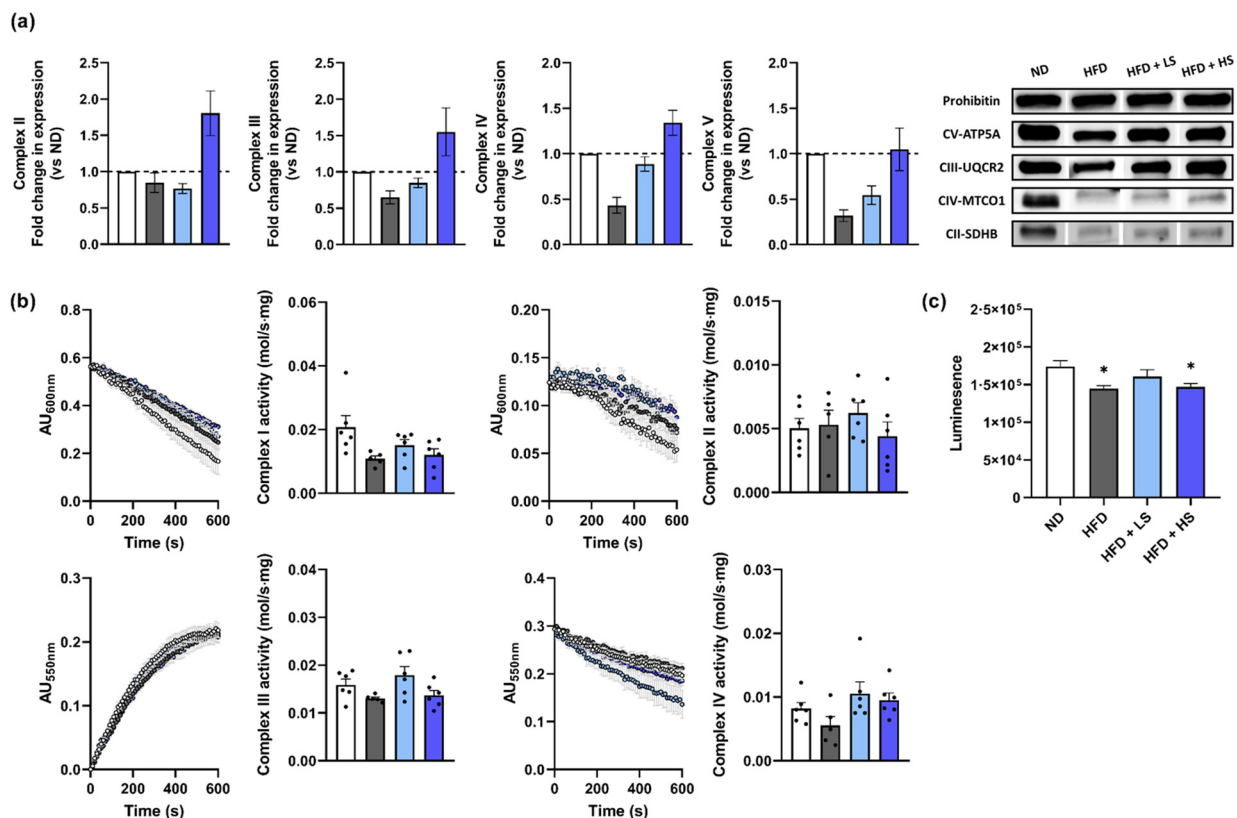 (a)
Complex II
Fold change in expression
(vs ND)
2.5
2.0
1.5
1.0
0.5
0.0
Complex III
Fold change in expression
(vs ND)
2.5
2.0
1.5
1.0
0.5
0.0
Complex IV
Fold change in expression
(vs ND)
2.0
1.5
1.0
0.5
0.0
Complex V
Fold change in expression
(vs ND)
2.0
1.5
1.0
0.5
0.0
ND HFD HFD + LS HFD + HS
Prohibitin
CV-ATP5A
CIII-UQCR2
CIV-MTCO1
CII-SDHB
(b)
AU600nm
0.8
0.6
0.4
0.2
0.0
0 200 400 600
Time (s)
Complex I activity (mol/s·mg)
0.06
0.04
0.02
0.00
AU600nm
0.20
0.15
0.10
0.05
0.00
0 200 400 600
Time (s)
Complex II activity (mol/s·mg)
0.015
0.010
0.005
0.000
(c)
Luminesence
2·5×10⁵
2×10⁵
1·5×10⁵
1×10⁵
5×10⁴
0
*
*
ND
HFD
HFD + LS
HFD + HS
AU550nm
0.3
0.2
0.1
0.0
0 200 400 600
Time (s)
Complex III activity (mol/s·mg)
0.04
0.03
0.02
0.01
0.00
AU550nm
0.4
0.3
0.2
0.1
0.0
0 200 400 600
Time (s)
Complex IV activity (mol/s·mg)
0.03
0.02
0.01
0.00